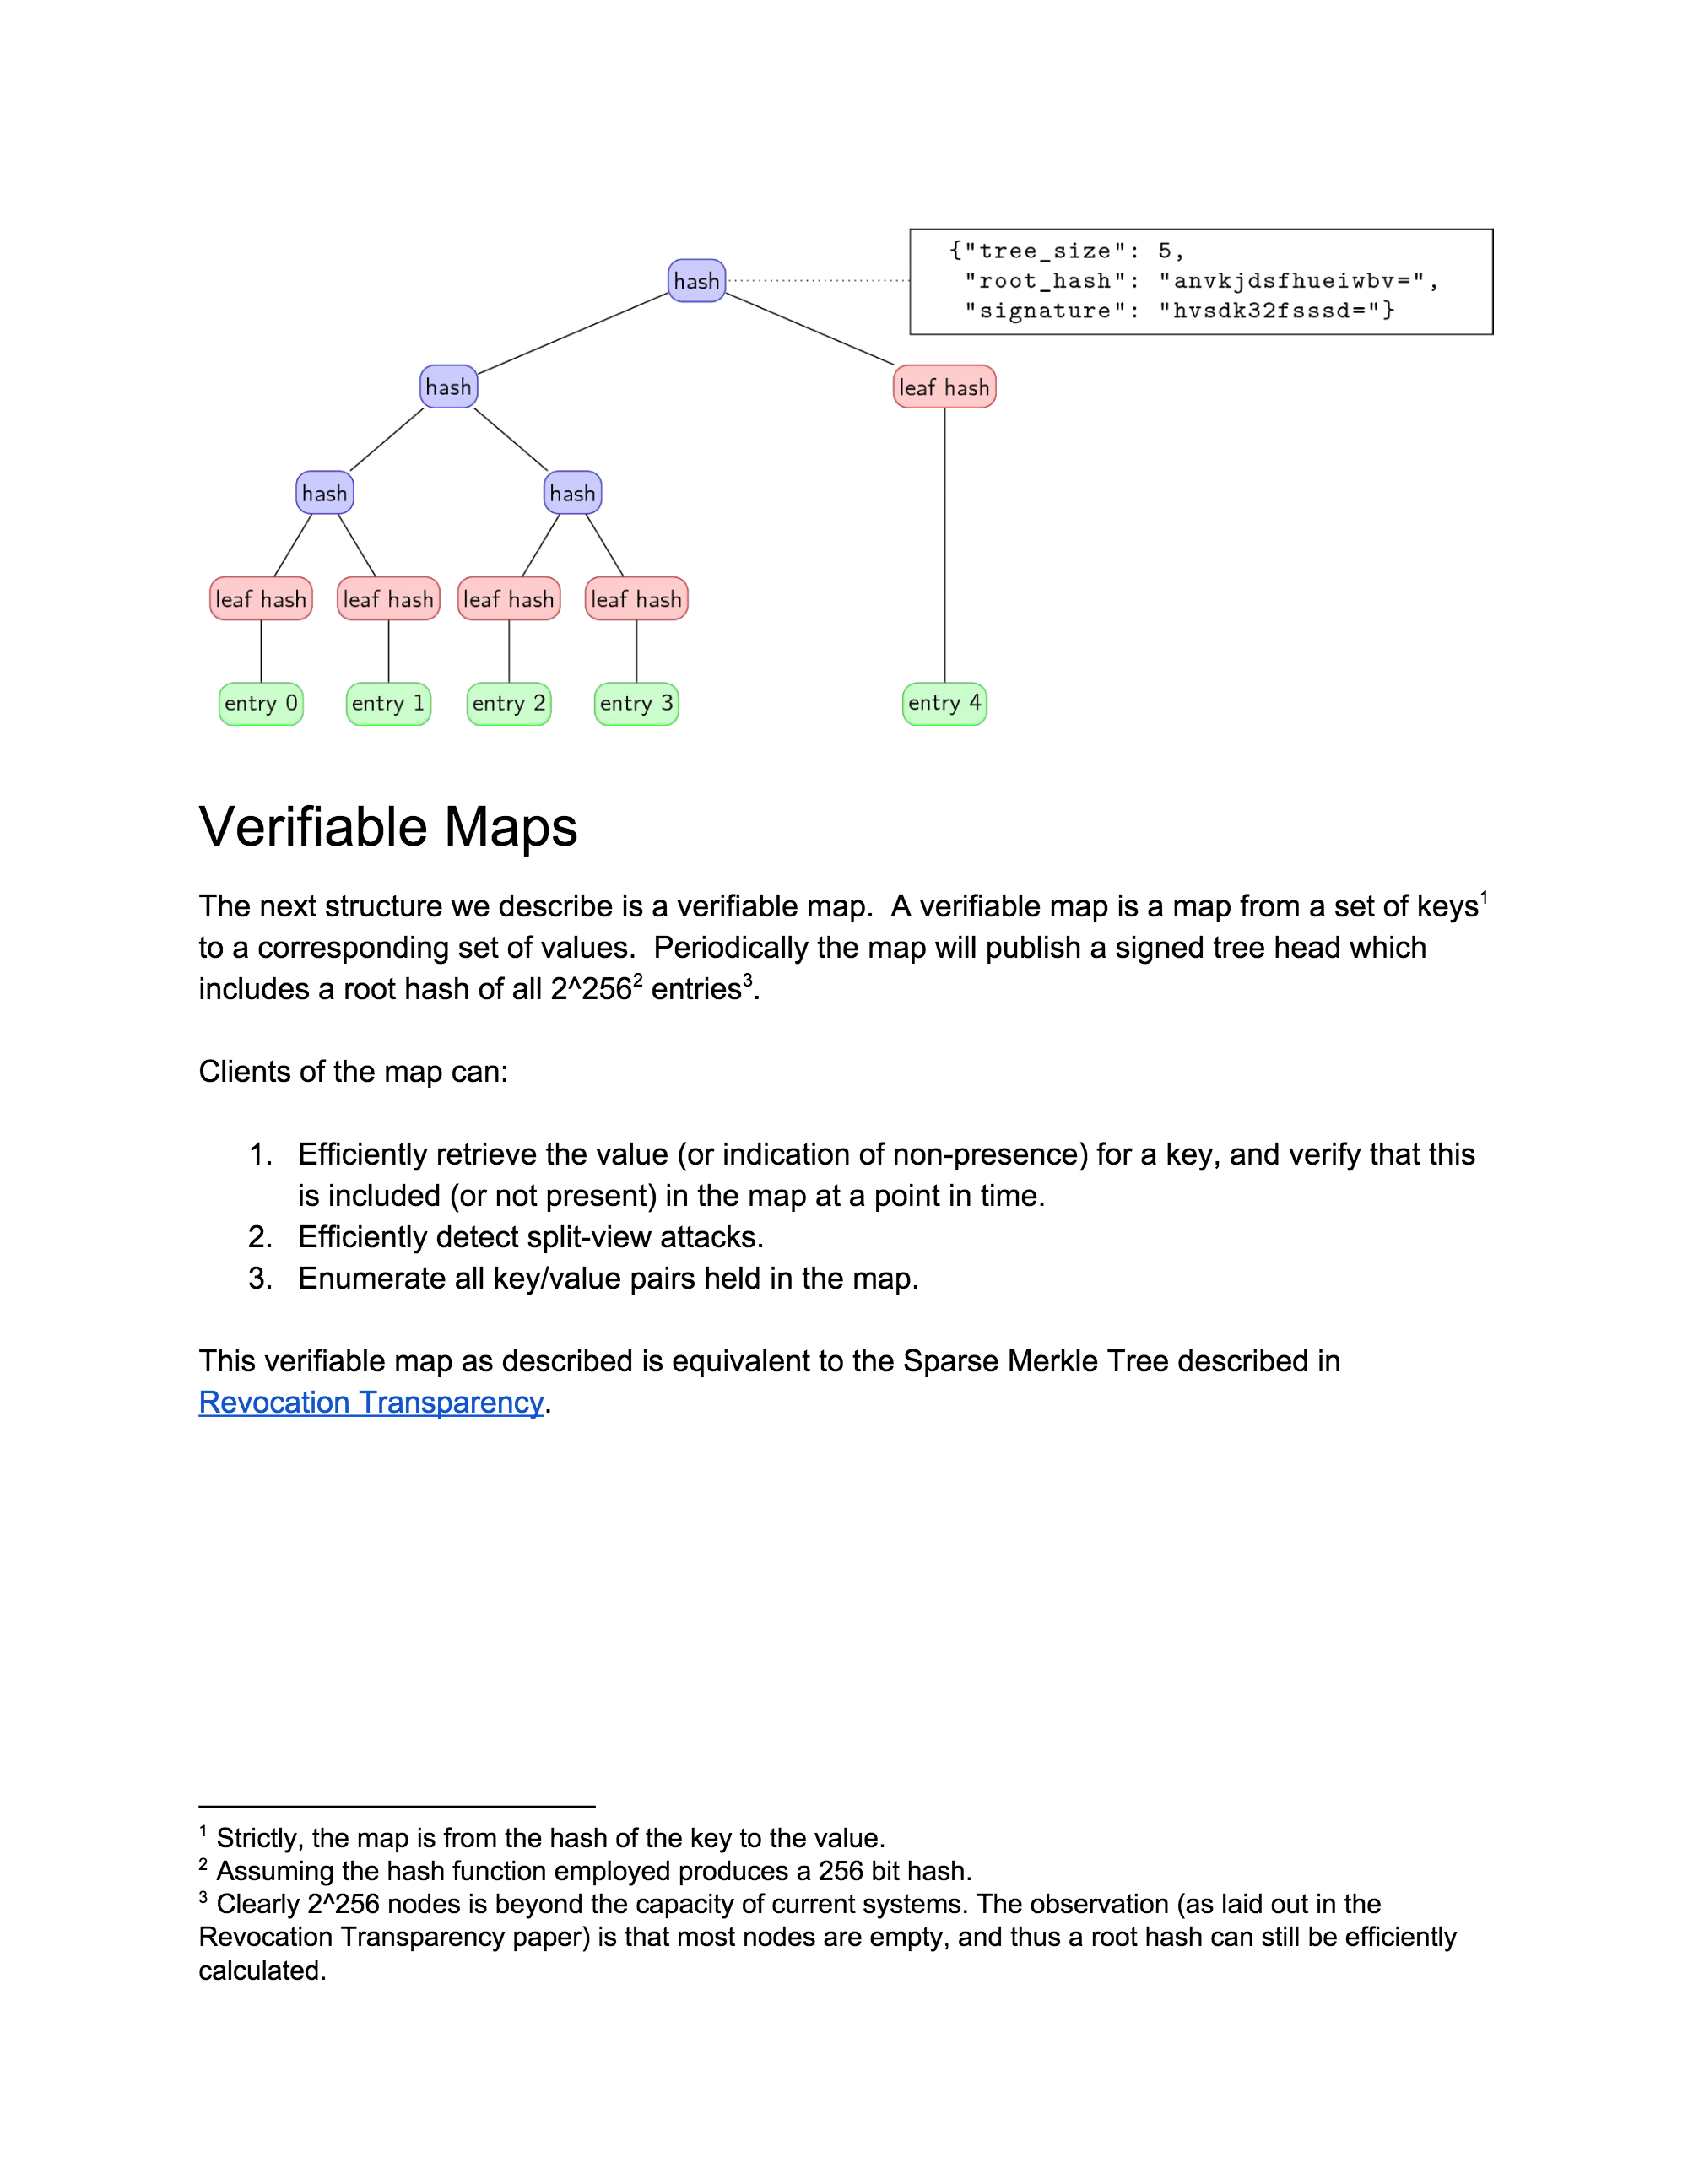 {"tree_size": 5,
hash
"root_hash": "anvkjdsfhueiwbv=",
"signature": "hvsdk32fsssd="}
hash
leaf hash
hash
hash
leaf hash
leaf hash
leaf hash
leaf hash
entry 0
entry 1
entry 2
entry 3
entry 4
Verifiable Maps
The next structure we describe is a verifiable map.  A verifiable map is a map from a set of keys¹
to a corresponding set of values.  Periodically the map will publish a signed tree head which
includes a root hash of all 2^256² entries³.
Clients of the map can:
1. Efficiently retrieve the value (or indication of non-presence) for a key, and verify that this
is included (or not present) in the map at a point in time.
2. Efficiently detect split-view attacks.
3. Enumerate all key/value pairs held in the map.
This verifiable map as described is equivalent to the Sparse Merkle Tree described in
Revocation Transparency.
¹ Strictly, the map is from the hash of the key to the value.
² Assuming the hash function employed produces a 256 bit hash.
³ Clearly 2^256 nodes is beyond the capacity of current systems. The observation (as laid out in the
Revocation Transparency paper) is that most nodes are empty, and thus a root hash can still be efficiently
calculated.